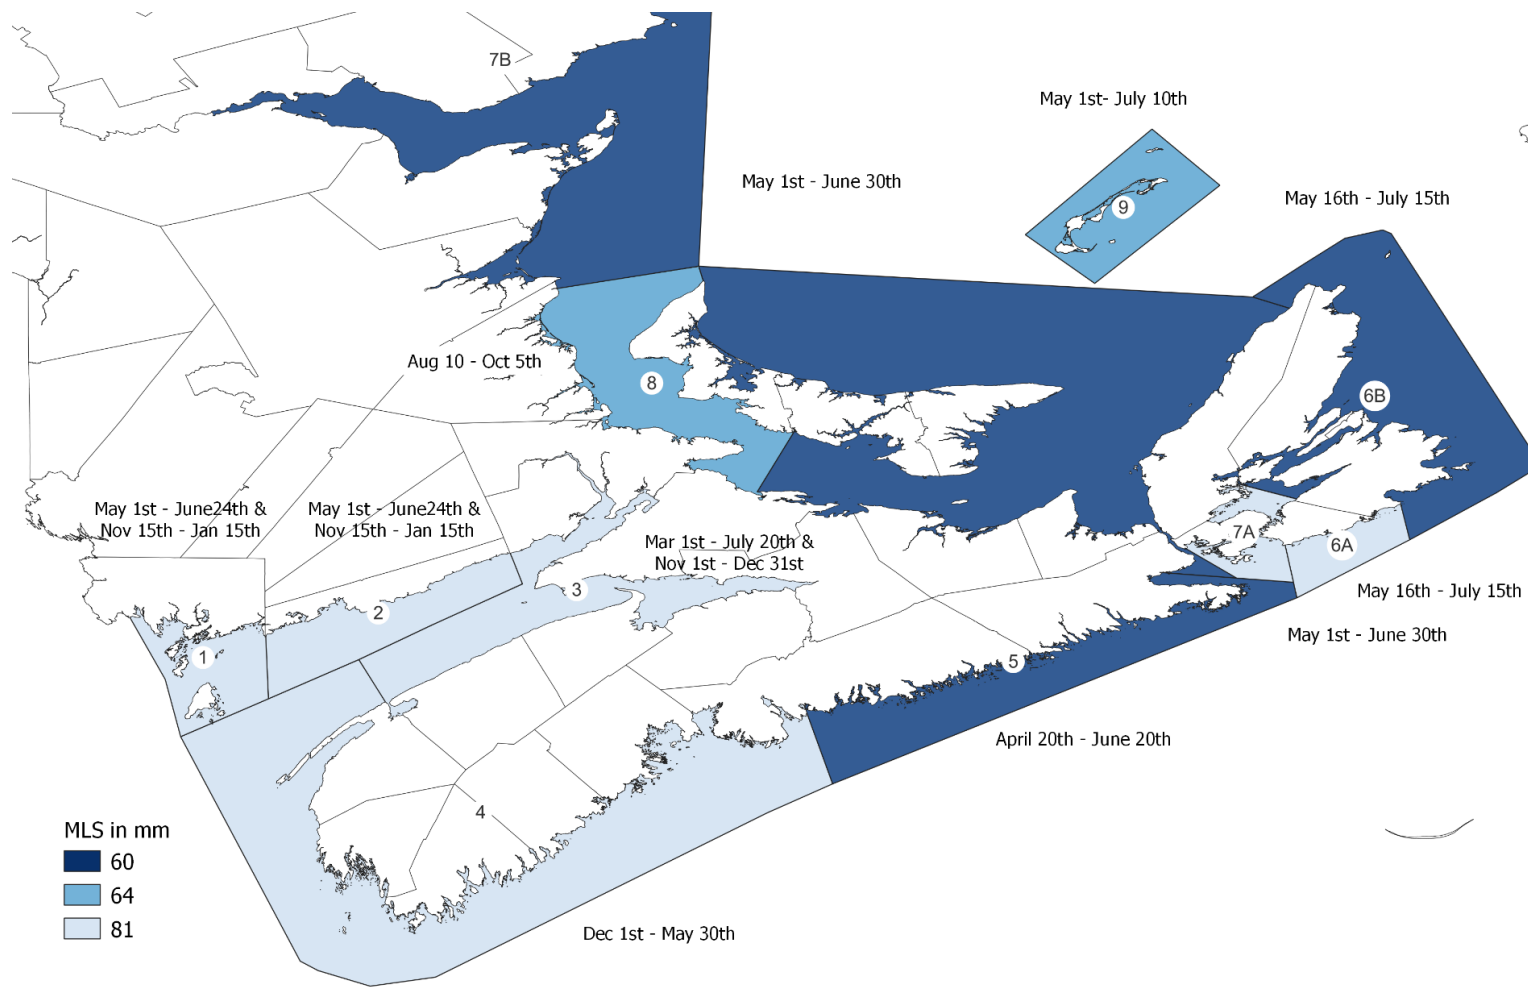 7B
May 1st- July 10th
May 1st - June 30th
May 16th - July 15th
9
Aug 10 - Oct 5th
8
6B
May 1st - June24th &
Nov 15th - Jan 15th
May 1st - June24th &
Nov 15th - Jan 15th
Mar 1st - July 20th &
Nov 1st - Dec 31st
7A
6A
3
May 16th - July 15th
2
May 1st - June 30th
1
5
April 20th - June 20th
4
MLS in mm
60
64
81
Dec 1st - May 30th